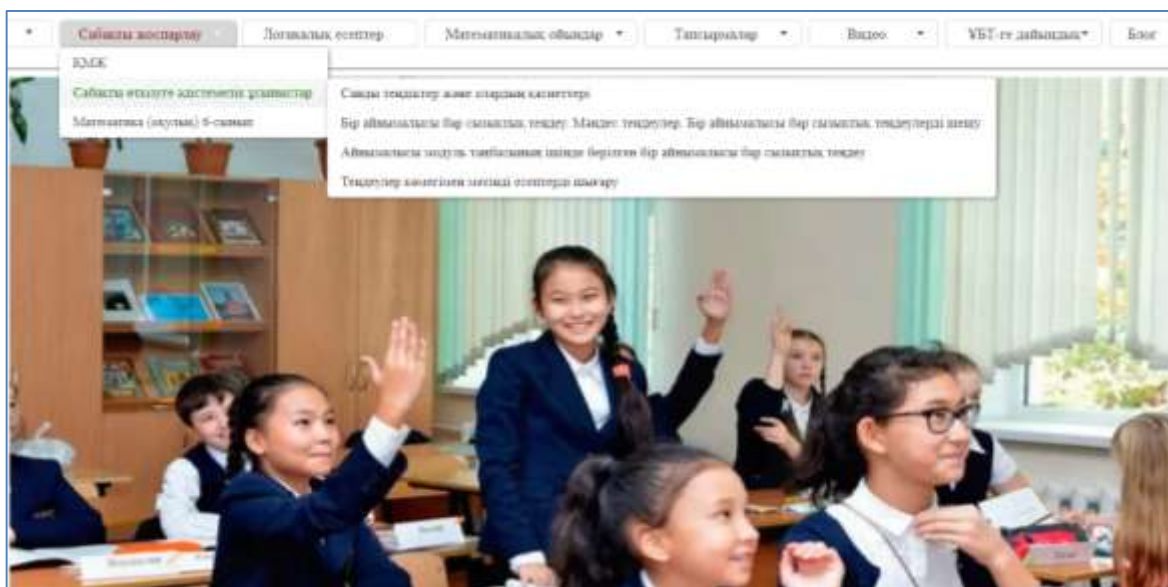 Сабақты жоспарлау Логикалық есептер Математикалық ойындар Тапсырмалар Видео ҰБТ-ге дайындық Блог
ҚМЖ
Сабақты өткізуге әдістемелік ұсыныстар
Математика (оқулық) 6-сынып
Санды теңдіктер және олардың қасиеттері
Бір айнымалысы бар сызықтық теңдеу. Мәндес теңдеулер. Бір айнымалысы бар сызықтық теңдеулерді шешу
Айнымалысы модуль таңбасының ішінде берілген бір айнымалысы бар сызықтық теңдеу
Теңдеулер көмегімен мәтінді есептерді шығару